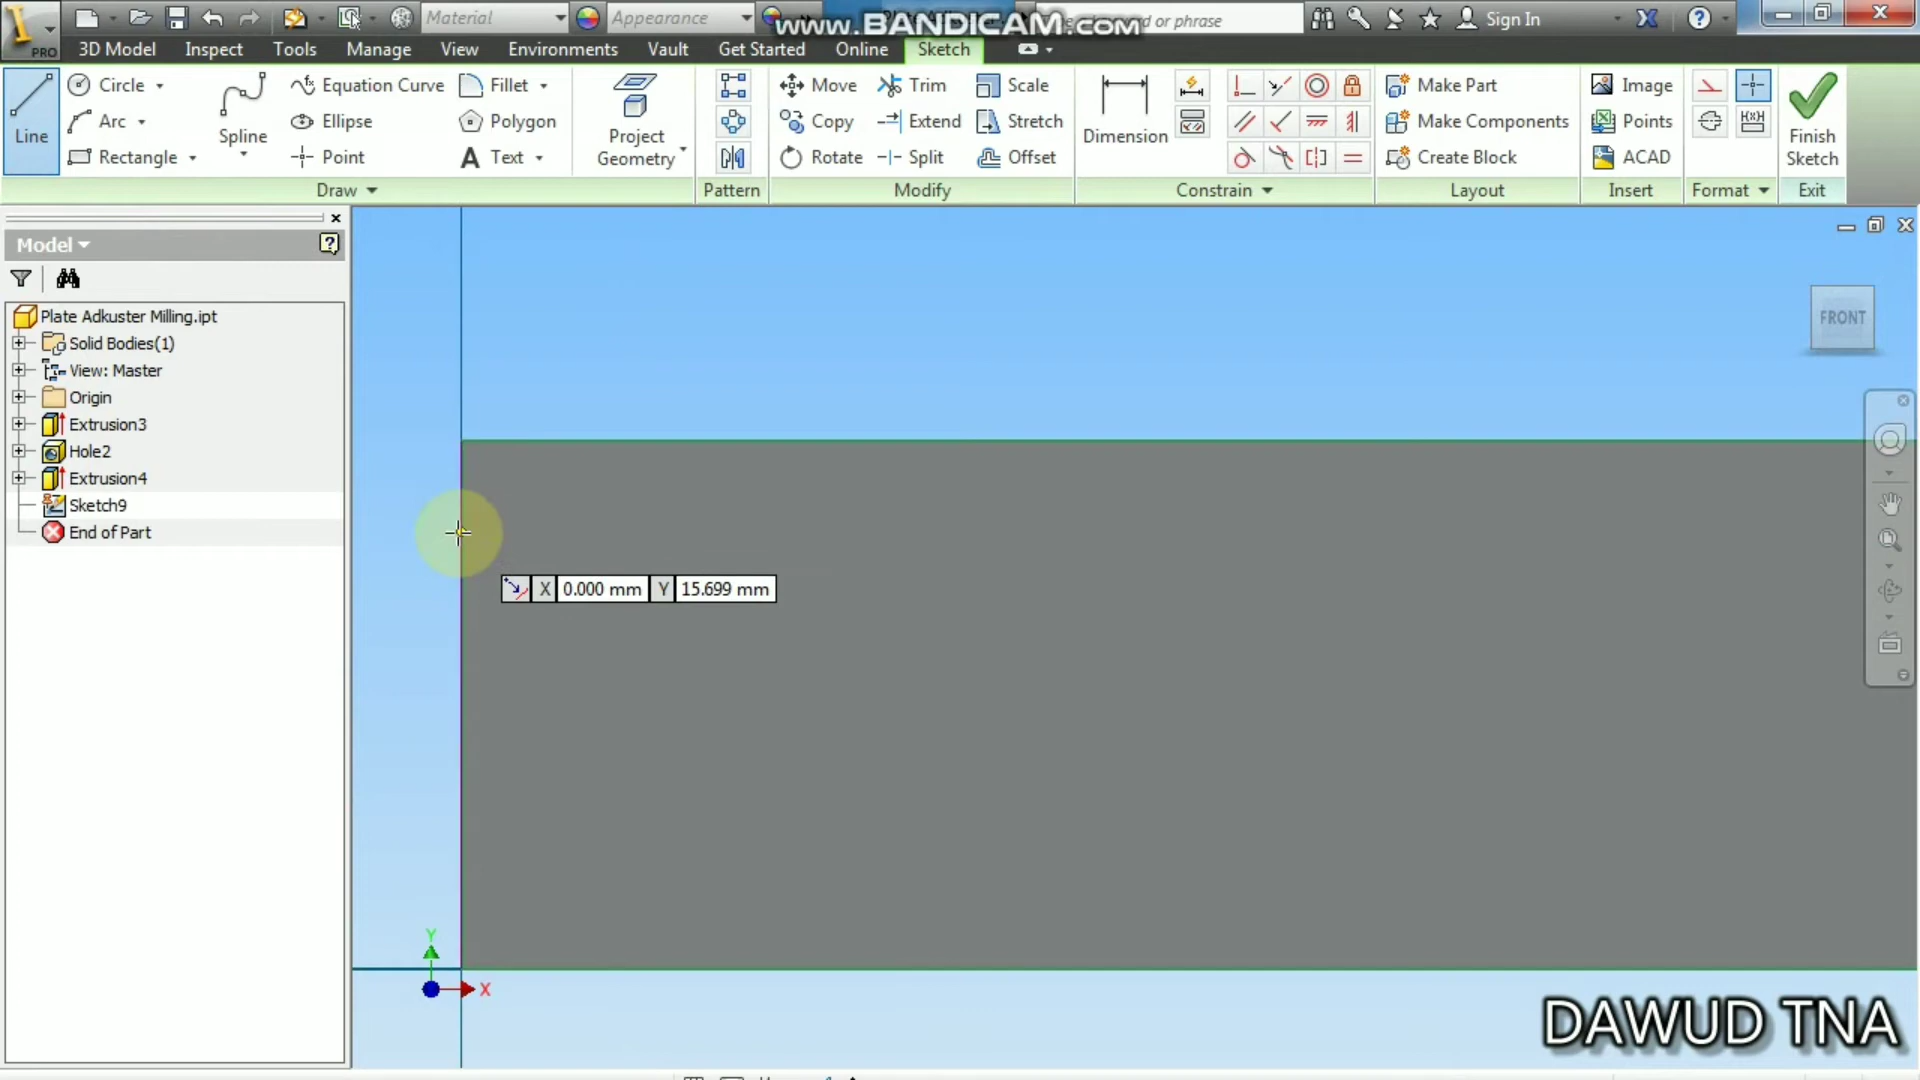 Material
Appearance
www.BANDICAM.com
e or phrase
Sign In
PRO
3D Model
Inspect
Tools
Manage
View
Environments
Vault
Get Started
Online
Sketch
Line
Circle
Arc
Rectangle
Spline
Equation Curve
Ellipse
Point
Fillet
Polygon
A Text
Project Geometry
Move
Copy
Rotate
Trim
Extend
Split
Scale
Stretch
Offset
Dimension
Make Part
Make Components
Create Block
Image
Points
ACAD
Finish Sketch
Draw
Pattern
Modify
Constrain
Layout
Insert
Format
Exit
Model
Plate Adkuster Milling.ipt
Solid Bodies(1)
View: Master
Origin
Extrusion3
Hole2
Extrusion4
Sketch9
End of Part
FRONT
X 0.000 mm Y 15.699 mm
Y
X
DAWUD TNA